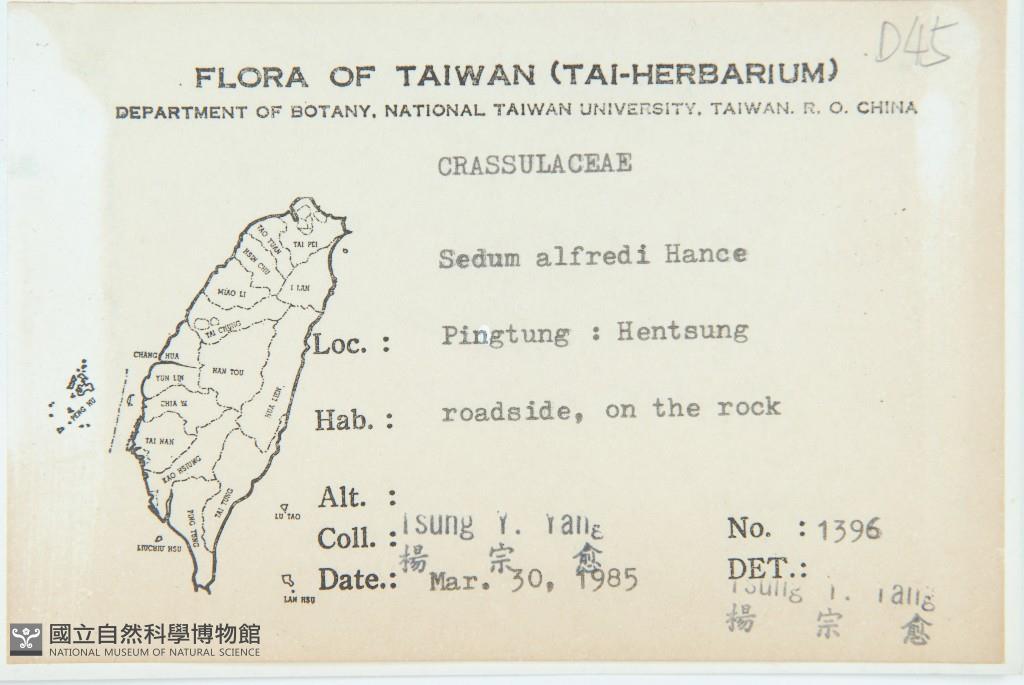 D45
FLORA OF TAIWAN (TAI-HERBARIUM)
DEPARTMENT OF BOTANY, NATIONAL TAIWAN UNIVERSITY, TAIWAN. R. O. CHINA
CRASSULACEAE
Sedum alfredi Hance
Loc. : Pingtung : Hentsung
Hab. : roadside, on the rock
Alt. :
Coll. : Tsung Y. Yang
楊 宗 愈
No. : 1396
Date.: Mar. 30, 1985
DET.:
Tsung Y. Yang
楊 宗 愈
TAO YUAN
TAI PEI
HSIN CHU
MIAO LI
I LAN
TAI CHUNG
CHANG HUA
NAN TOU
YUN LIN
HUA LIEN
CHIA YI
PENG HU
TAI NAN
KAO HSIUNG
TAI TUNG
PING TUNG
LU TAO
LIUCHIU HSU
LAN HSU
國立自然科學博物館
NATIONAL MUSEUM OF NATURAL SCIENCE